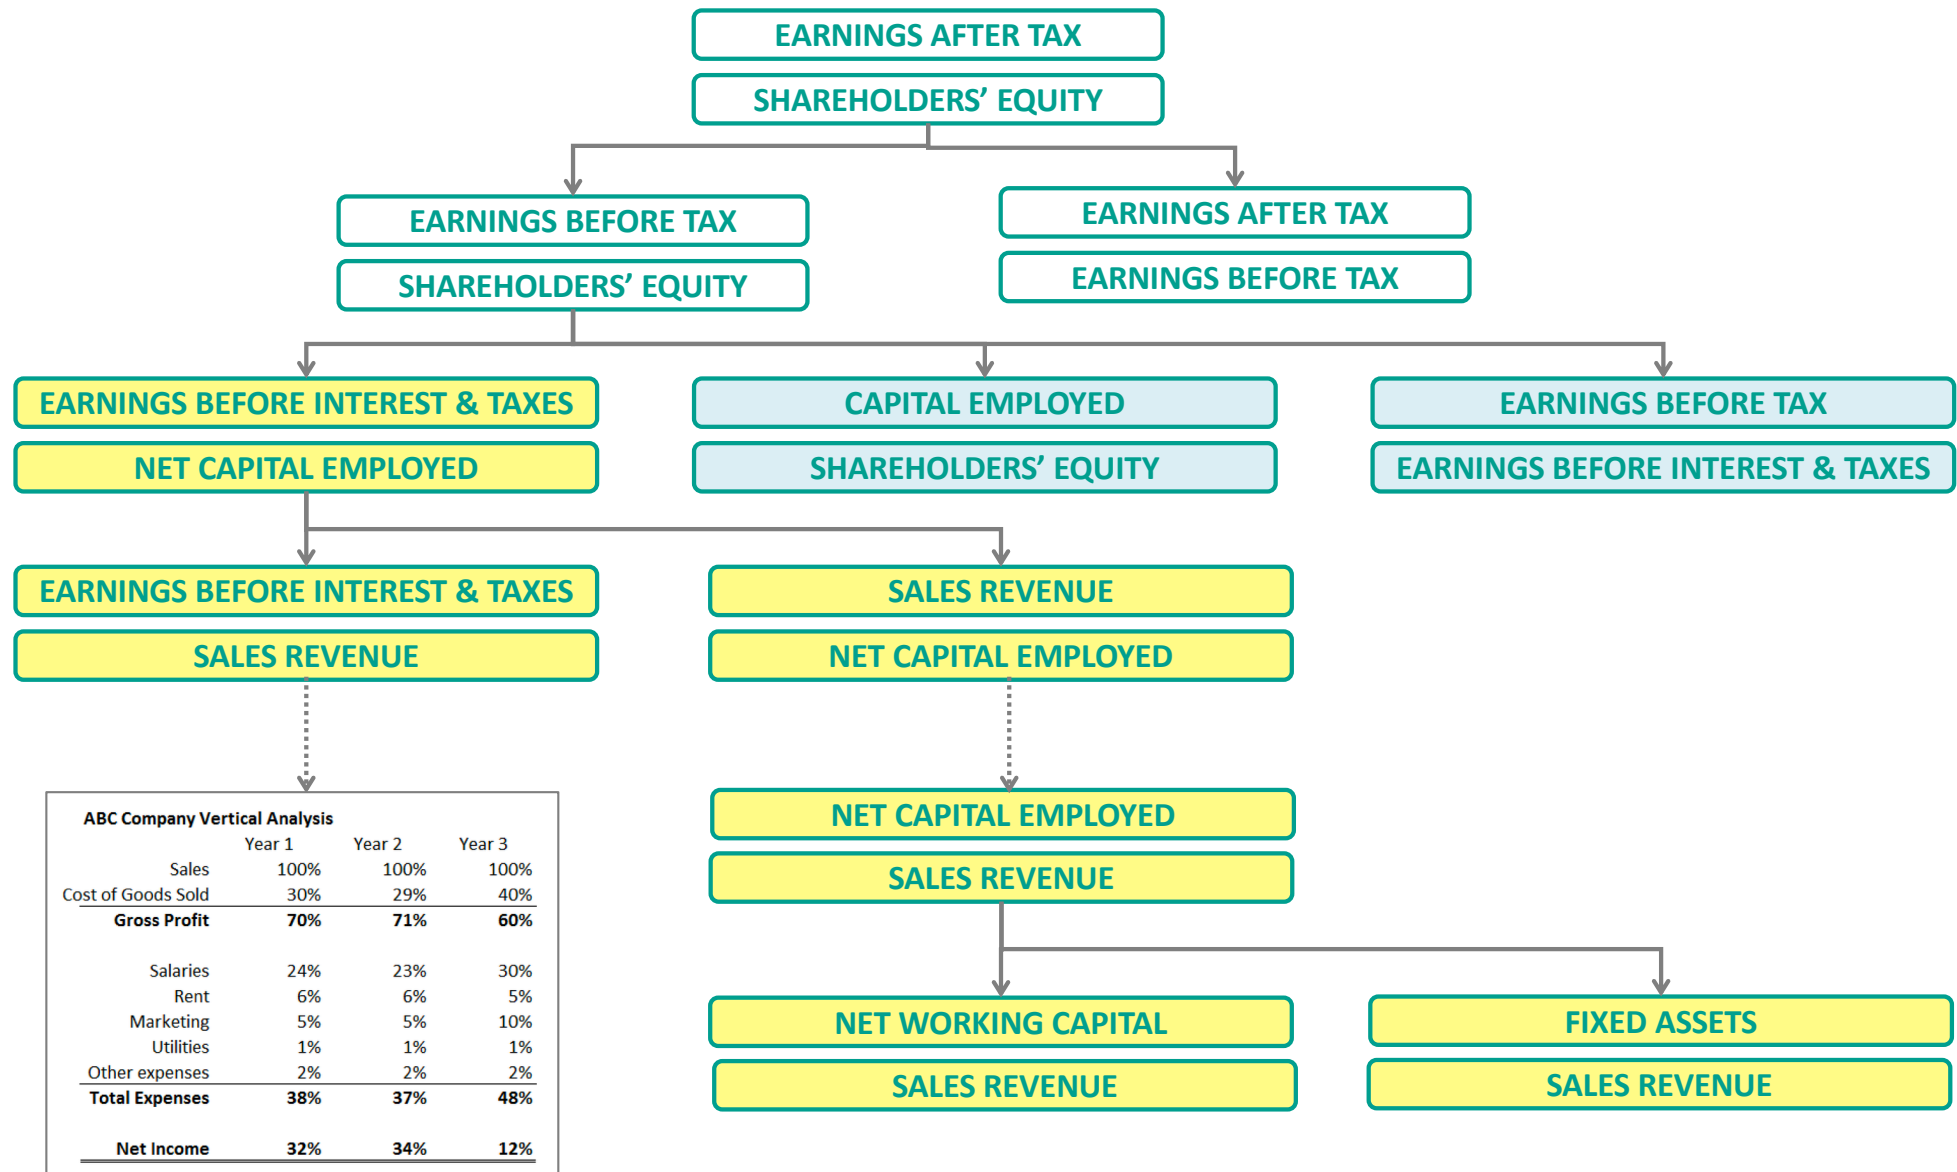 EARNINGS AFTER TAX
SHAREHOLDERS’ EQUITY
EARNINGS BEFORE TAX
SHAREHOLDERS’ EQUITY
EARNINGS AFTER TAX
EARNINGS BEFORE TAX
EARNINGS BEFORE INTEREST & TAXES
NET CAPITAL EMPLOYED
CAPITAL EMPLOYED
SHAREHOLDERS’ EQUITY
EARNINGS BEFORE TAX
EARNINGS BEFORE INTEREST & TAXES
EARNINGS BEFORE INTEREST & TAXES
SALES REVENUE
SALES REVENUE
NET CAPITAL EMPLOYED
ABC Company Vertical Analysis
Year 1 Year 2 Year 3
Sales 100% 100% 100%
Cost of Goods Sold 30% 29% 40%
Gross Profit 70% 71% 60%
Salaries 24% 23% 30%
Rent 6% 6% 5%
Marketing 5% 5% 10%
Utilities 1% 1% 1%
Other expenses 2% 2% 2%
Total Expenses 38% 37% 48%
Net Income 32% 34% 12%
NET CAPITAL EMPLOYED
SALES REVENUE
NET WORKING CAPITAL
SALES REVENUE
FIXED ASSETS
SALES REVENUE